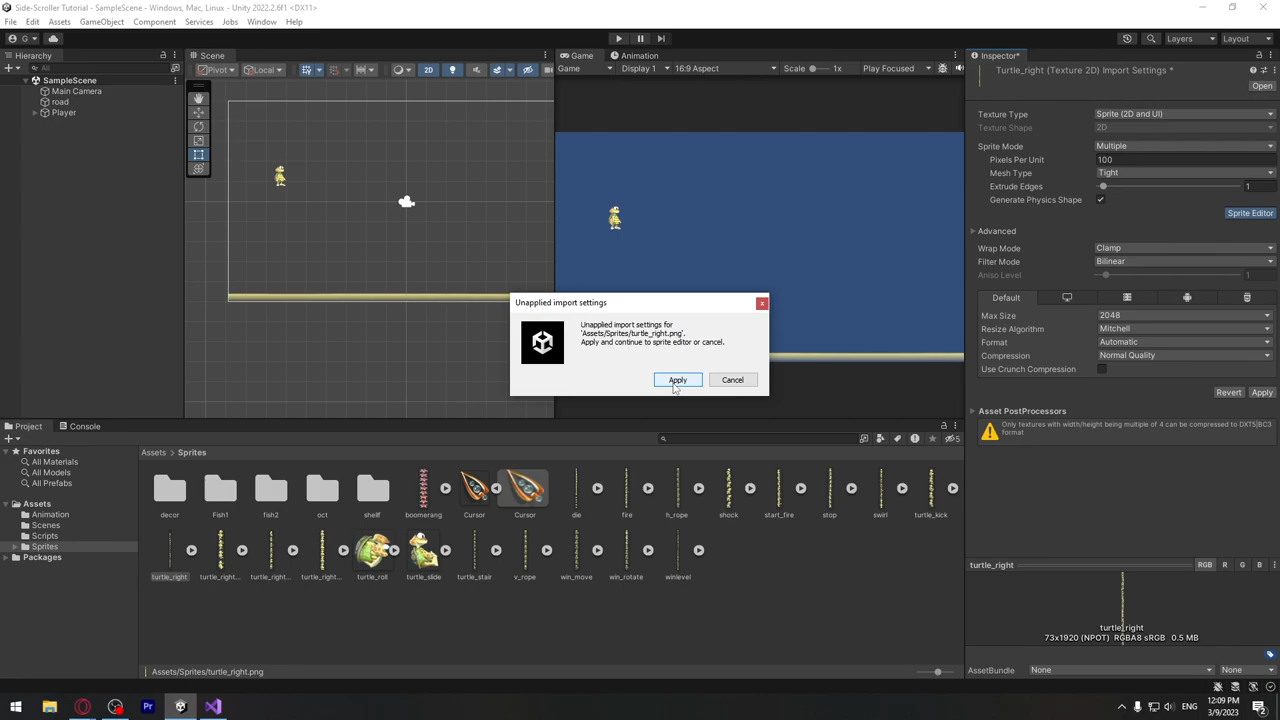 Side-Scroller Tutorial - SampleScene - Windows, Mac, Linux - Unity 2022.2.6f1 <DX11>
File Edit Assets GameObject Component Services Jobs Window Help
G
Layers Layout
Hierarchy
All
SampleScene
Main Camera
road
Player
Scene
Pivot Local 2D
Game Animation
Game Display 1 16:9 Aspect Scale 1x Play Focused
Inspector*
Turtle_right (Texture 2D) Import Settings *
Open
Texture Type Sprite (2D and UI)
Texture Shape 2D
Sprite Mode Multiple
Pixels Per Unit 100
Mesh Type Tight
Extrude Edges 1
Generate Physics Shape
Sprite Editor
Advanced
Wrap Mode Clamp
Filter Mode Bilinear
Aniso Level 1
Default
Max Size 2048
Resize Algorithm Mitchell
Format Automatic
Compression Normal Quality
Use Crunch Compression
Revert Apply
Asset PostProcessors
Only textures with width/height being multiple of 4 can be compressed to DXT5|BC3
format
Unapplied import settings
x
Unapplied import settings for
'Assets/Sprites/turtle_right.png'.
Apply and continue to sprite editor or cancel.
Apply Cancel
Project Console
5
Favorites
All Materials
All Models
All Prefabs
Assets
Animation
Scenes
Scripts
Sprites
Packages
Assets > Sprites
decor Fish1 fish2 oct shellf boomerang Cursor Cursor die fire h_rope shock start_fire stop swirl turtle_kick
turtle_right turtle_right... turtle_right... turtle_right... turtle_roll turtle_slide turtle_stair v_rope win_move win_rotate winlevel
Assets/Sprites/turtle_right.png
turtle_right RGB R G B
turtle_right
73x1920 (NPOT) RGBA8 sRGB 0.5 MB
AssetBundle None None
Pr
12:09 PM
3/9/2023
2